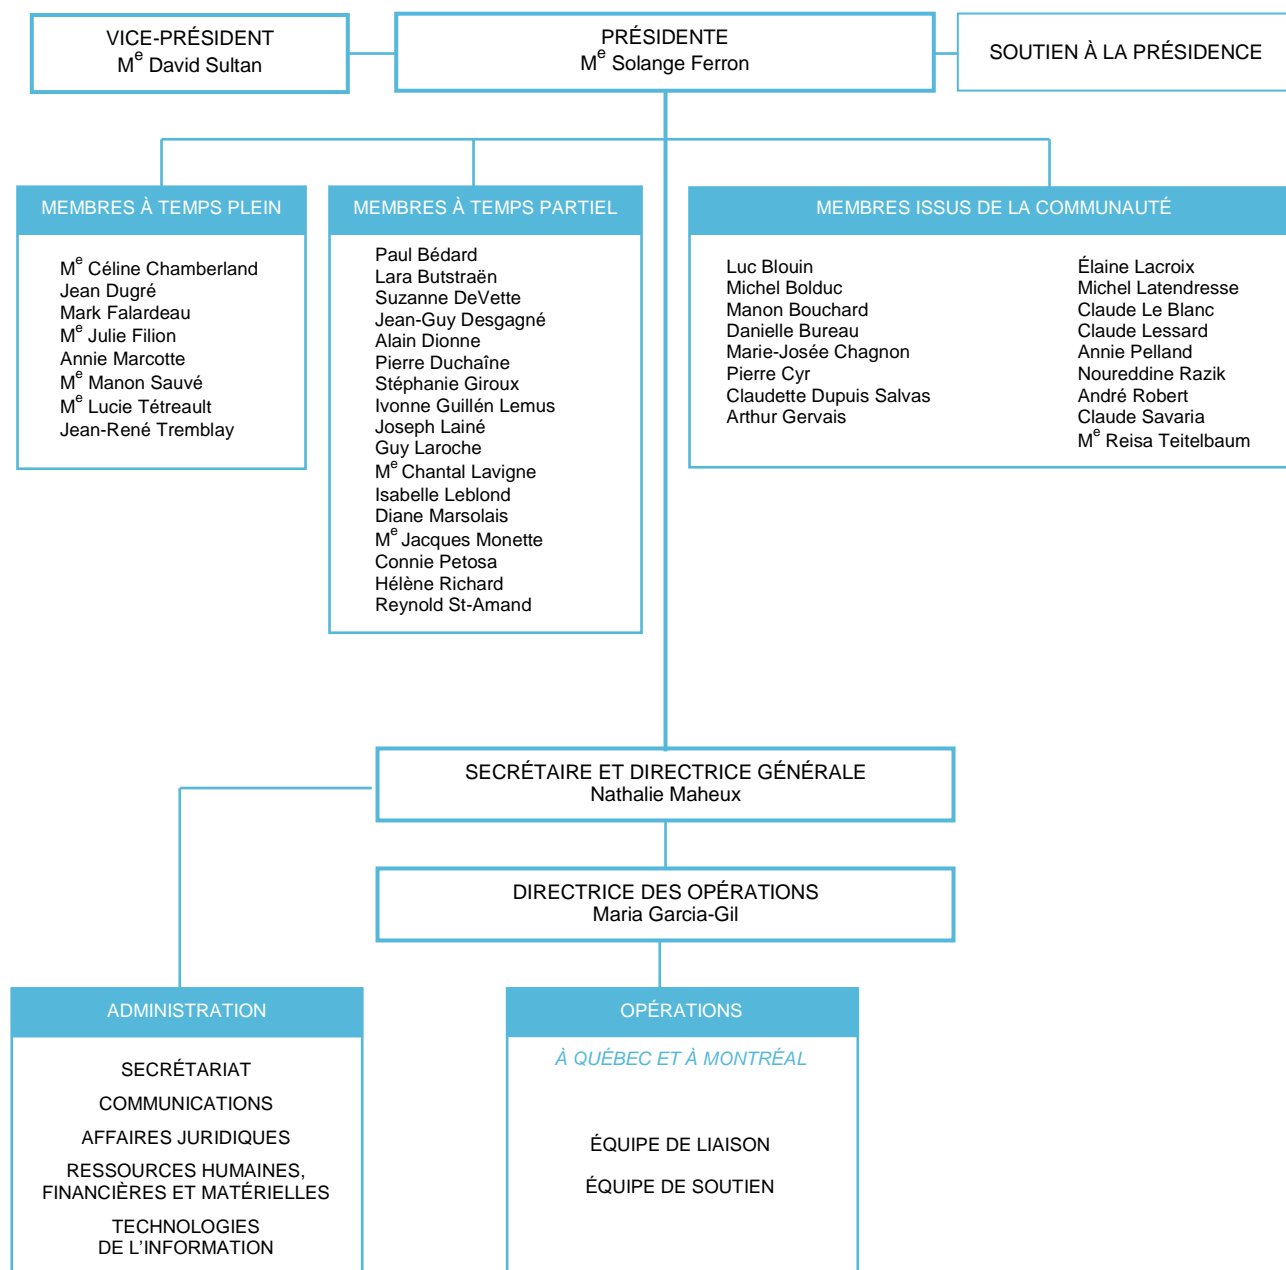 VICE-PRÉSIDENT
Me David Sultan
PRÉSIDENTE
Me Solange Ferron
SOUTIEN À LA PRÉSIDENCE
MEMBRES À TEMPS PLEIN
Me Céline Chamberland
Jean Dugré
Mark Falardeau
Me Julie Filion
Annie Marcotte
Me Manon Sauvé
Me Lucie Tétreault
Jean-René Tremblay
MEMBRES À TEMPS PARTIEL
Paul Bédard
Lara Butstraën
Suzanne DeVette
Jean-Guy Desgagné
Alain Dionne
Pierre Duchaîne
Stéphanie Giroux
Ivonne Guillén Lemus
Joseph Lainé
Guy Laroche
Me Chantal Lavigne
Isabelle Leblond
Diane Marsolais
Me Jacques Monette
Connie Petosa
Hélène Richard
Reynold St-Amand
MEMBRES ISSUS DE LA COMMUNAUTÉ
Luc Blouin
Michel Bolduc
Manon Bouchard
Danielle Bureau
Marie-Josée Chagnon
Pierre Cyr
Claudette Dupuis Salvas
Arthur Gervais
Élaine Lacroix
Michel Latendresse
Claude Le Blanc
Claude Lessard
Annie Pelland
Noureddine Razik
André Robert
Claude Savaria
Me Reisa Teitelbaum
SECRÉTAIRE ET DIRECTRICE GÉNÉRALE
Nathalie Maheux
DIRECTRICE DES OPÉRATIONS
Maria Garcia-Gil
ADMINISTRATION
SECRÉTARIAT
COMMUNICATIONS
AFFAIRES JURIDIQUES
RESSOURCES HUMAINES,
FINANCIÈRES ET MATÉRIELLES
TECHNOLOGIES
DE L'INFORMATION
OPÉRATIONS
À QUÉBEC ET À MONTRÉAL
ÉQUIPE DE LIAISON
ÉQUIPE DE SOUTIEN